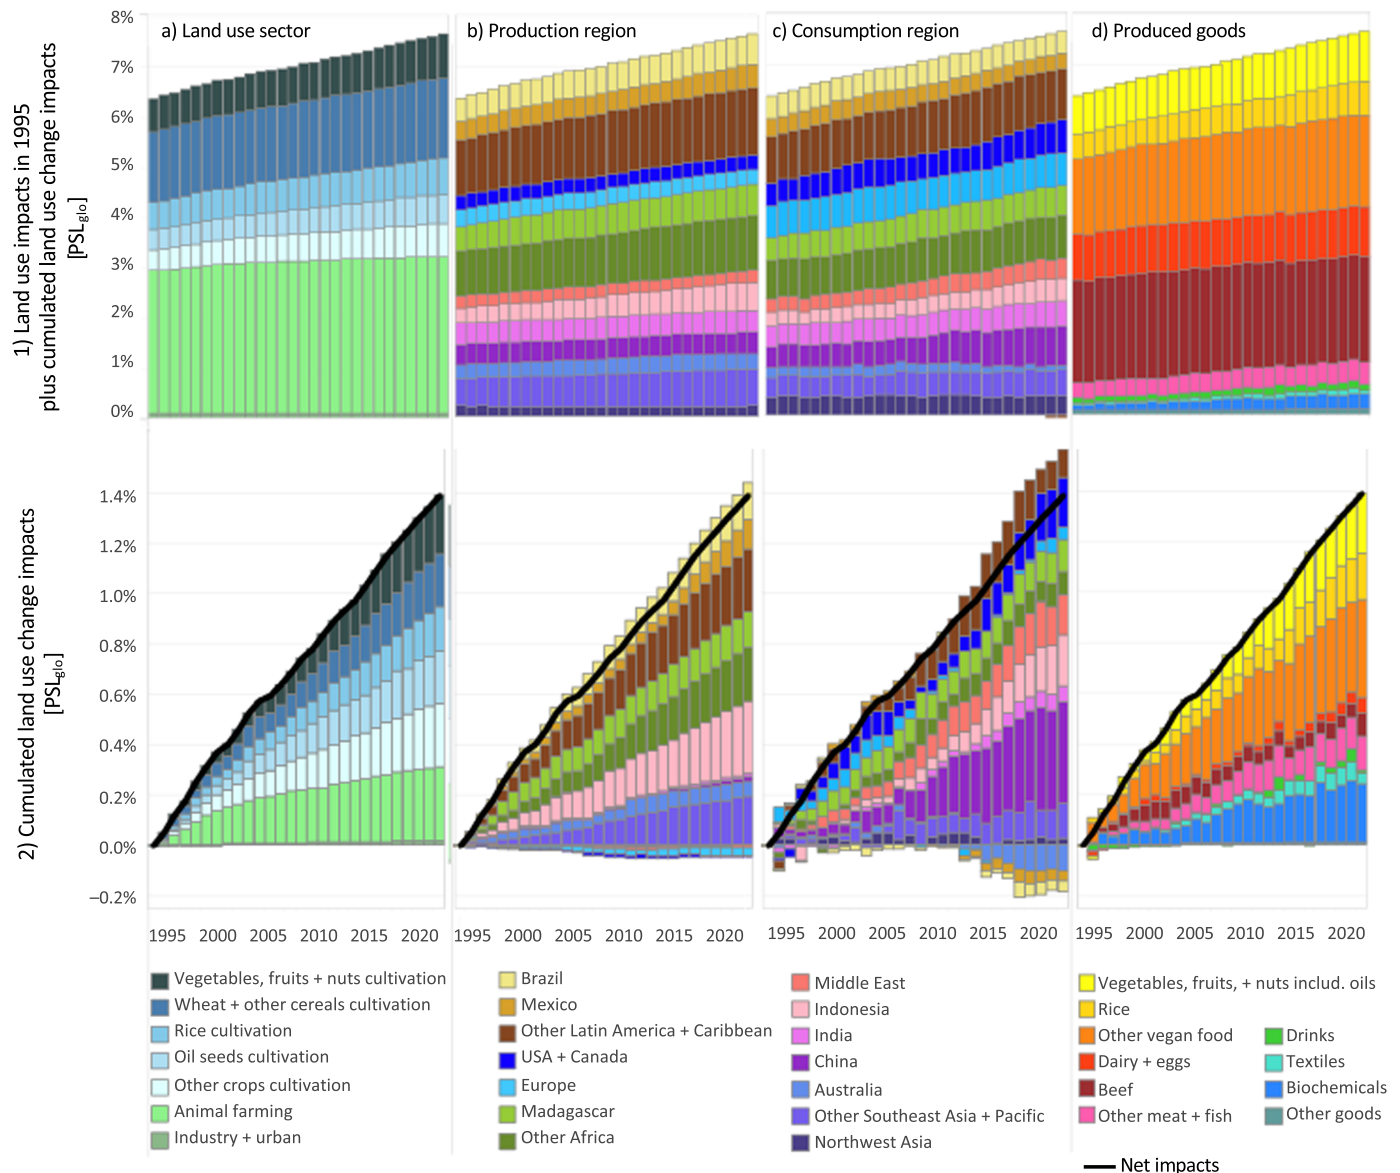 a) Land use sector
b) Production region
c) Consumption region
d) Produced goods
1) Land use impacts in 1995
plus cumulated land use change impacts
[PSLglo]
8%
7%
6%
5%
4%
3%
2%
1%
0%
2) Cumulated land use change impacts
[PSLglo]
1.4%
1.2%
1.0%
0.8%
0.6%
0.4%
0.2%
0.0%
−0.2%
1995 2000 2005 2010 2015 2020
1995 2000 2005 2010 2015 2020
1995 2000 2005 2010 2015 2020
1995 2000 2005 2010 2015 2020
Vegetables, fruits + nuts cultivation
Wheat + other cereals cultivation
Rice cultivation
Oil seeds cultivation
Other crops cultivation
Animal farming
Industry + urban
Brazil
Mexico
Other Latin America + Caribbean
USA + Canada
Europe
Madagascar
Other Africa
Middle East
Indonesia
India
China
Australia
Other Southeast Asia + Pacific
Northwest Asia
Vegetables, fruits, + nuts includ. oils
Rice
Other vegan food
Dairy + eggs
Beef
Other meat + fish
Drinks
Textiles
Biochemicals
Other goods
Net impacts